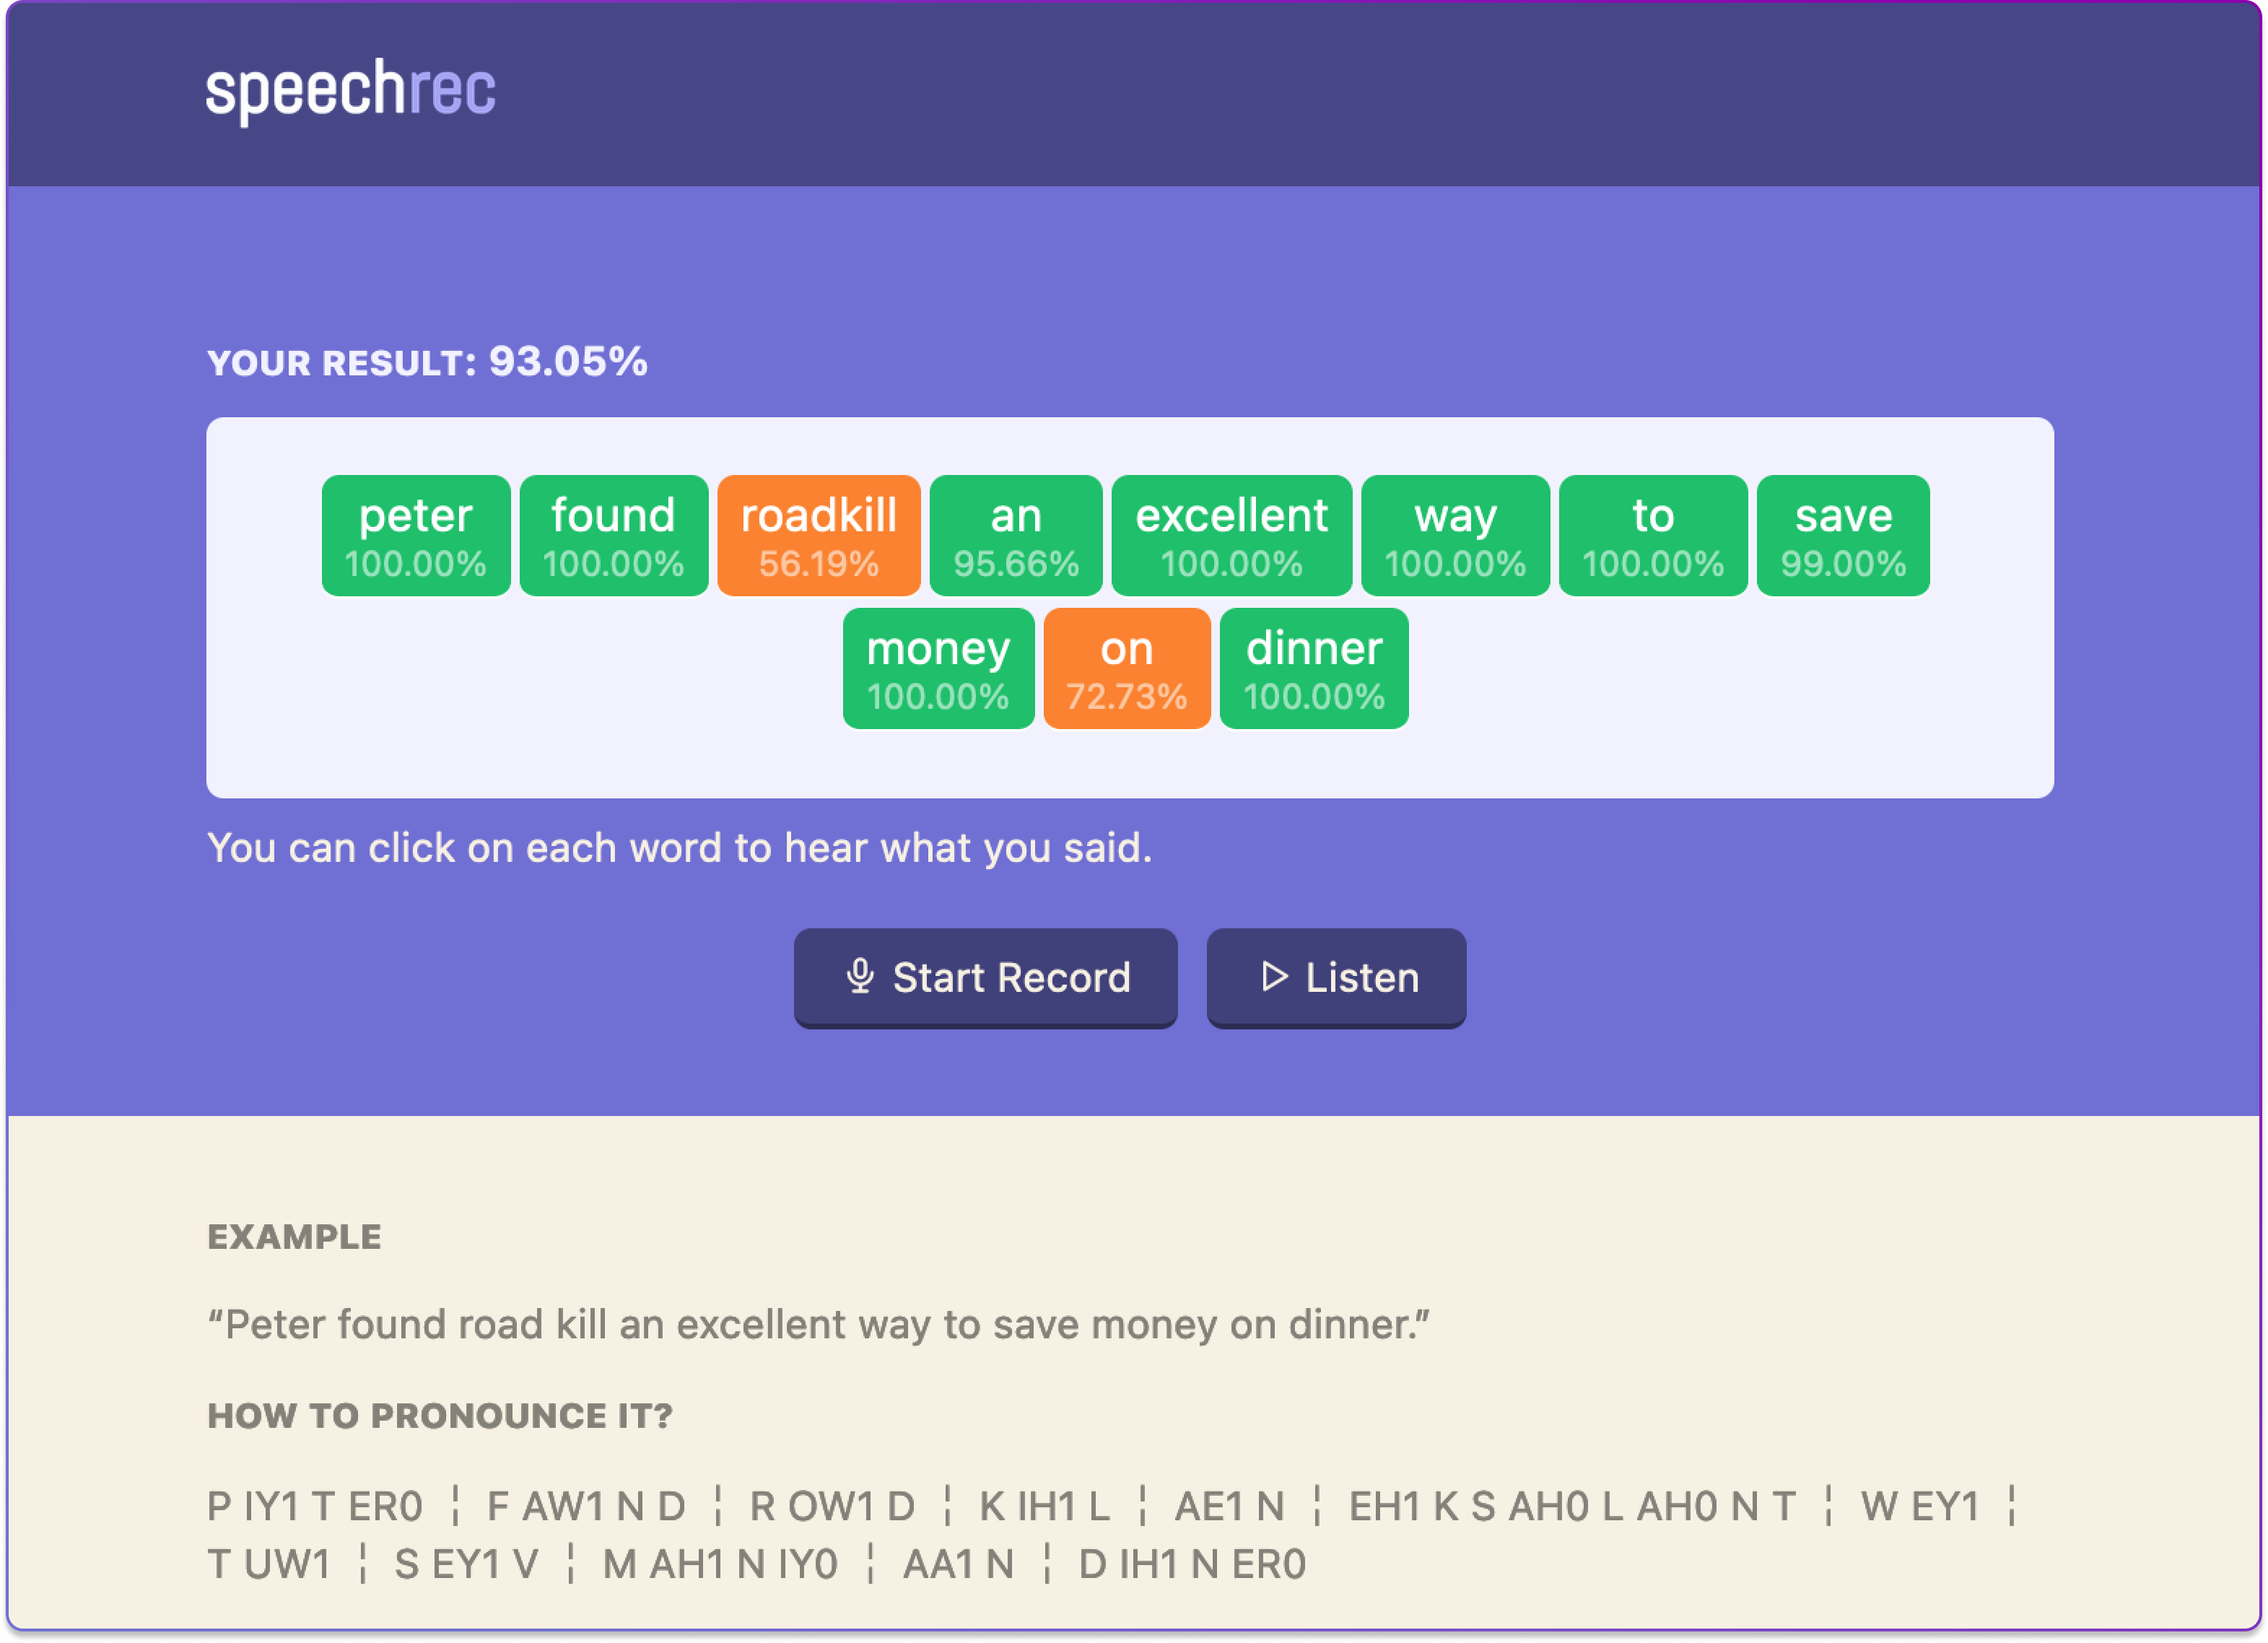 speechrec
YOUR RESULT: 93.05%
peter found roadkill an excellent way to save
100.00% 100.00% 56.19% 95.66% 100.00% 100.00% 100.00% 99.00%
money on dinner
100.00% 72.73% 100.00%
You can click on each word to hear what you said.
Start Record Listen
EXAMPLE
“Peter found road kill an excellent way to save money on dinner.”
HOW TO PRONOUNCE IT?
P IY1 T ER0 ¦ F AW1 N D ¦ R OW1 D ¦ K IH1 L ¦ AE1 N ¦ EH1 K S AH0 L AH0 N T ¦ W EY1 ¦
T UW1 ¦ S EY1 V ¦ M AH1 N IY0 ¦ AA1 N ¦ D IH1 N ER0